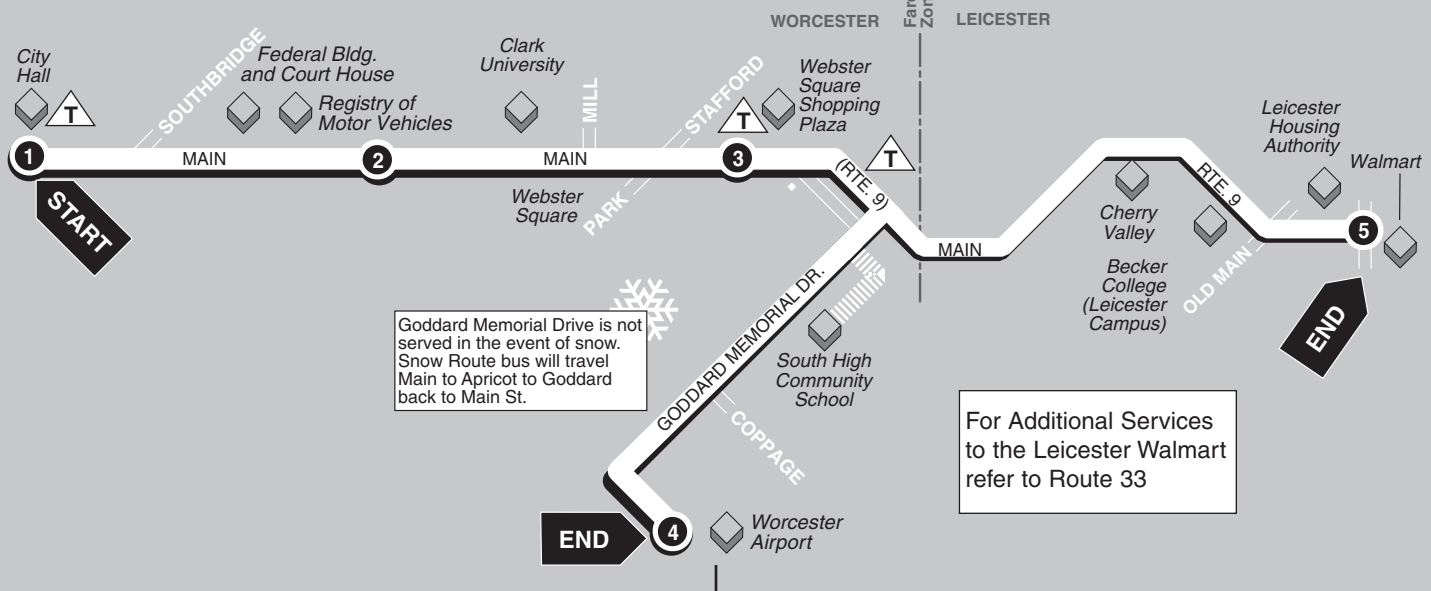 WORCESTER
Fare
Zone
LEICESTER
City
Hall
T
SOUTHBRIDGE
Federal Bldg.
and Court House
Registry of
Motor Vehicles
Clark
University
MILL
STAFFORD
T
Webster
Square
Shopping
Plaza
T
Leicester
Housing
Authority
Walmart
1
MAIN
2
MAIN
3
(RTE. 9)
START
Webster
Square
PARK
MAIN
Cherry
Valley
RTE. 9
5
Becker
College
(Leicester
Campus)
OLD MAIN
END
Goddard Memorial Drive is not
served in the event of snow.
Snow Route bus will travel
Main to Apricot to Goddard
back to Main St.
GODDARD MEMORIAL DR.
South High
Community
School
COPPAGE
For Additional Services
to the Leicester Walmart
refer to Route 33
END
4
Worcester
Airport